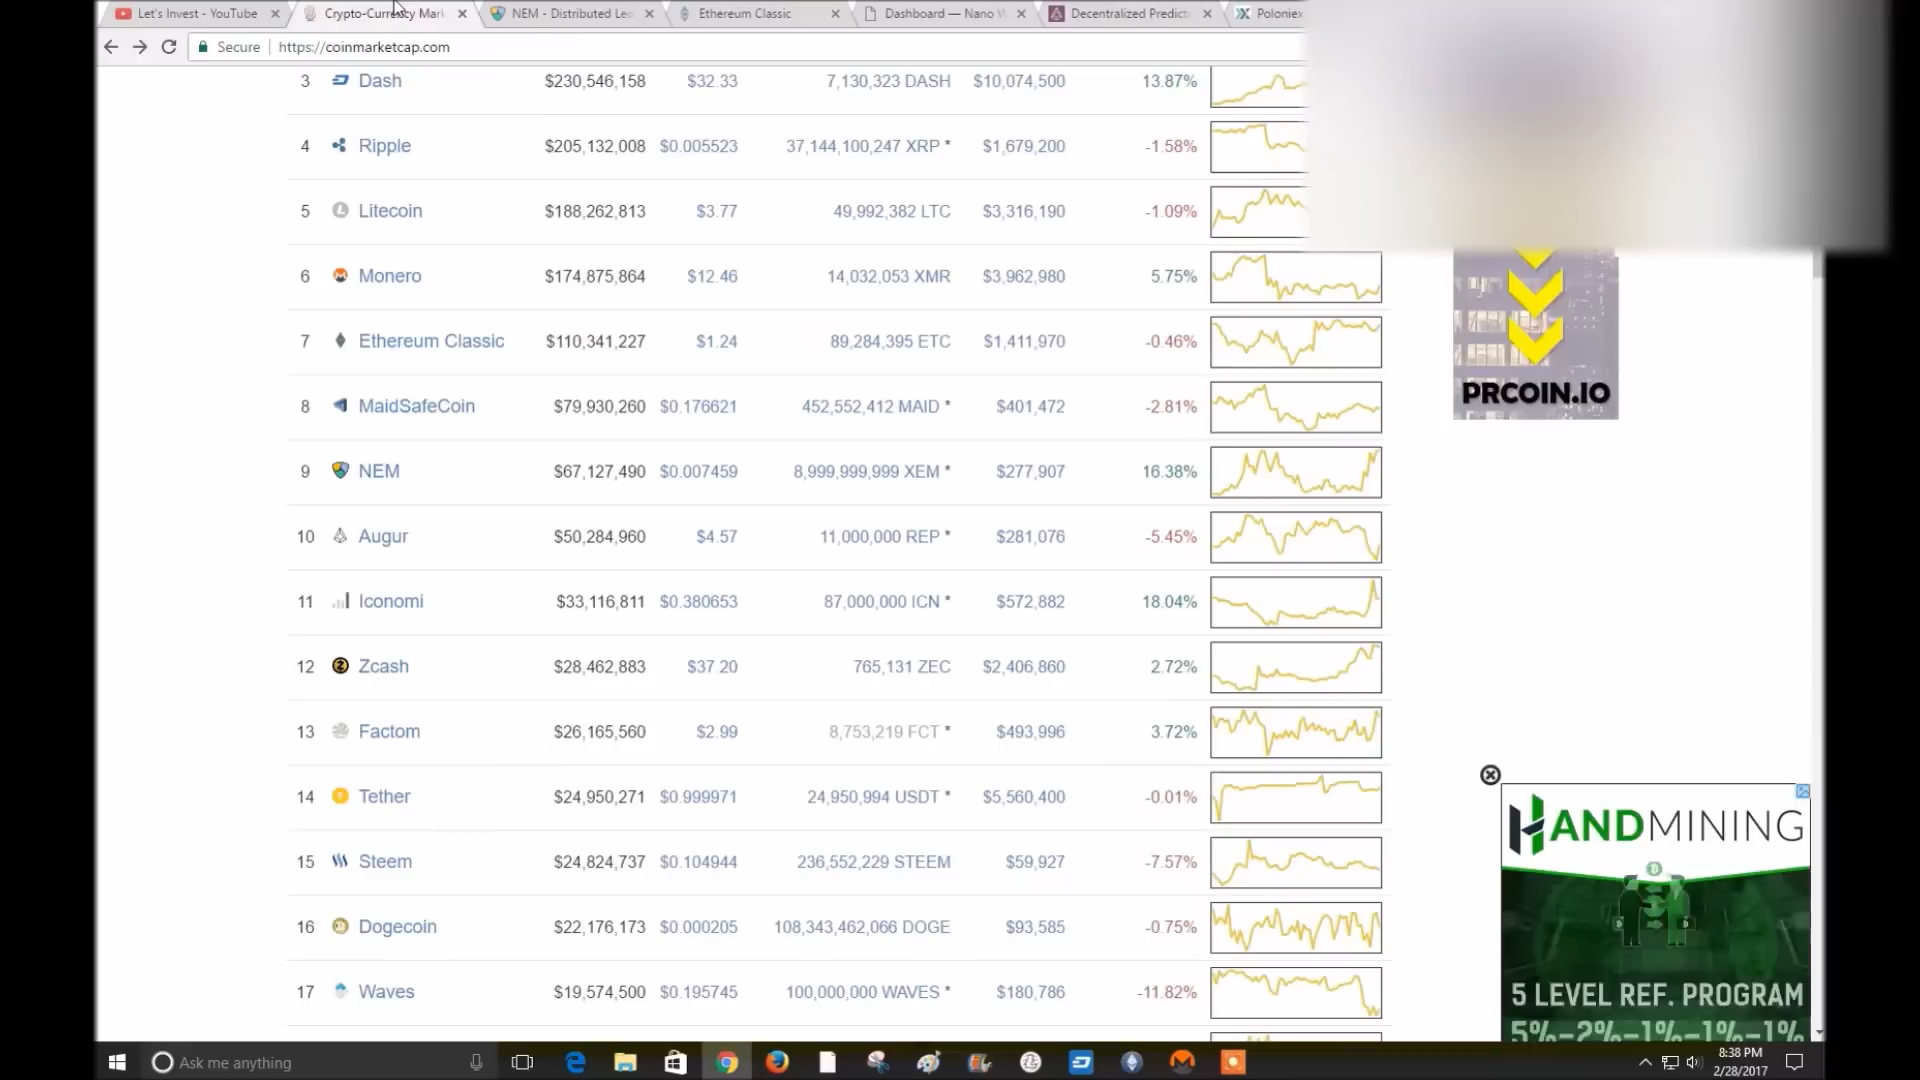 Let's Invest - YouTube
Crypto-Currency Mark
NEM - Distributed Le
Ethereum Classic
Dashboard — Nano
Decentralized Predict
Poloniex
Secure | https://coinmarketcap.com
3 Dash $230,546,158 $32.33 7,130,323 DASH $10,074,500 13.87%
4 Ripple $205,132,008 $0.005523 37,144,100,247 XRP * $1,679,200 -1.58%
5 Litecoin $188,262,813 $3.77 49,992,382 LTC $3,316,190 -1.09%
6 Monero $174,875,864 $12.46 14,032,053 XMR $3,962,980 5.75%
7 Ethereum Classic $110,341,227 $1.24 89,284,395 ETC $1,411,970 -0.46%
PRCOIN.IO
8 MaidSafeCoin $79,930,260 $0.176621 452,552,412 MAID * $401,472 -2.81%
9 NEM $67,127,490 $0.007459 8,999,999,999 XEM * $277,907 16.38%
10 Augur $50,284,960 $4.57 11,000,000 REP * $281,076 -5.45%
11 Iconomi $33,116,811 $0.380653 87,000,000 ICN * $572,882 18.04%
12 Zcash $28,462,883 $37.20 765,131 ZEC $2,406,860 2.72%
13 Factom $26,165,560 $2.99 8,753,219 FCT * $493,996 3.72%
14 Tether $24,950,271 $0.999971 24,950,994 USDT * $5,560,400 -0.01%
HANDMINING
15 Steem $24,824,737 $0.104944 236,552,229 STEEM $59,927 -7.57%
16 Dogecoin $22,176,173 $0.000205 108,343,462,066 DOGE $93,585 -0.75%
17 Waves $19,574,500 $0.195745 100,000,000 WAVES * $180,786 -11.82%
5 LEVEL REF. PROGRAM
5%-2%-1%-1%-1%
Ask me anything
8:38 PM
2/28/2017